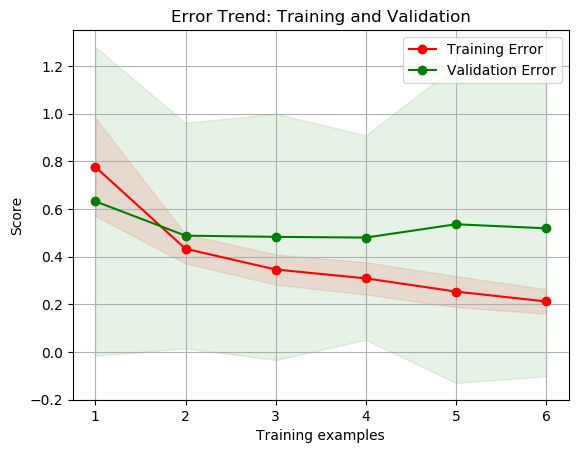 Error Trend: Training and Validation
Training Error
Validation Error
Score
1.2
1.0
0.8
0.6
0.4
0.2
0.0
−0.2
1 2 3 4 5 6
Training examples